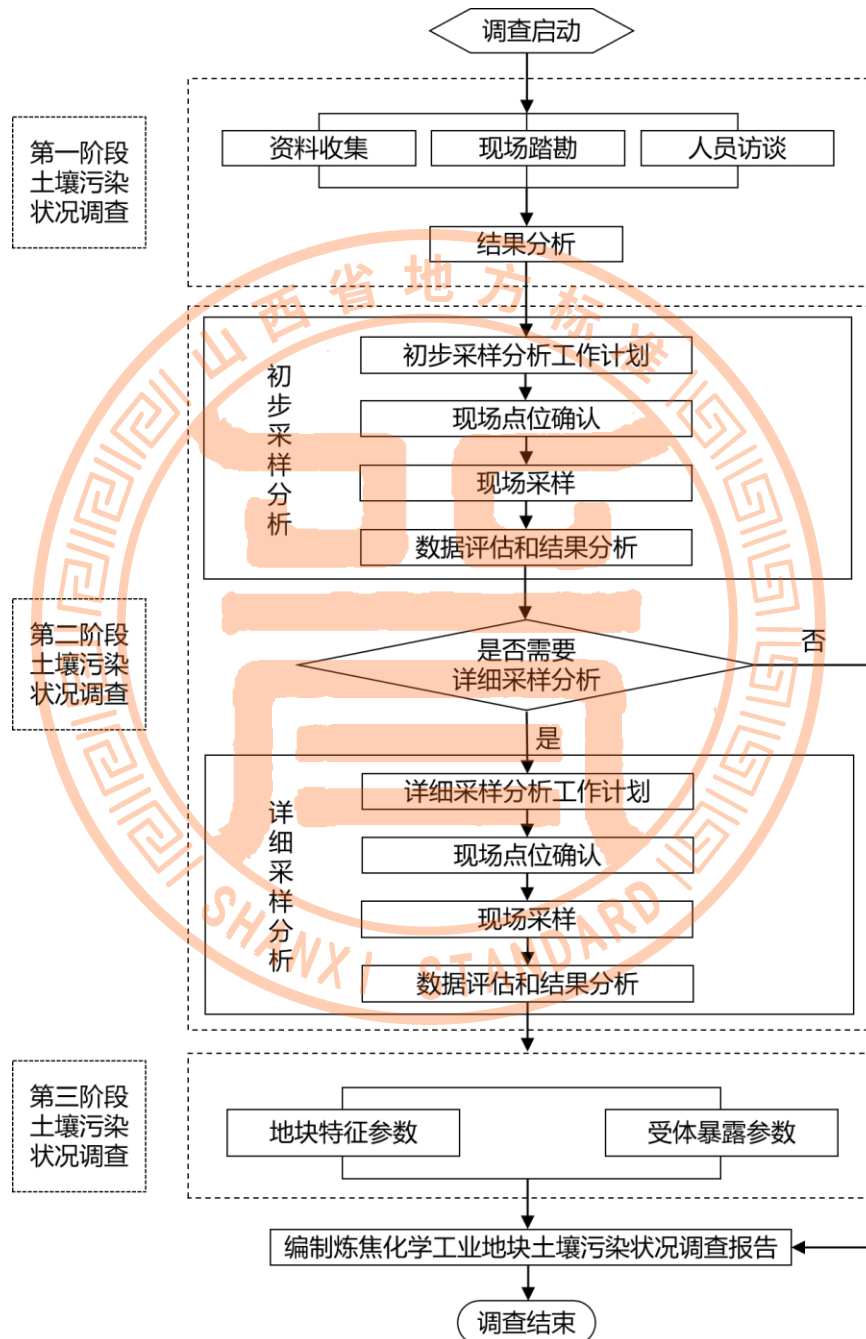 调查启动
第一阶段
土壤污染
状况调查
资料收集
现场踏勘
人员访谈
结果分析
山西省地方标准
初步采样分析
初步采样分析工作计划
现场点位确认
现场采样
数据评估和结果分析
第二阶段
土壤污染
状况调查
是否需要
详细采样分析
否
是
详细采样分析
详细采样分析工作计划
现场点位确认
现场采样
数据评估和结果分析
SHANXI STANDARD
第三阶段
土壤污染
状况调查
地块特征参数
受体暴露参数
编制炼焦化学工业地块土壤污染状况调查报告
调查结束